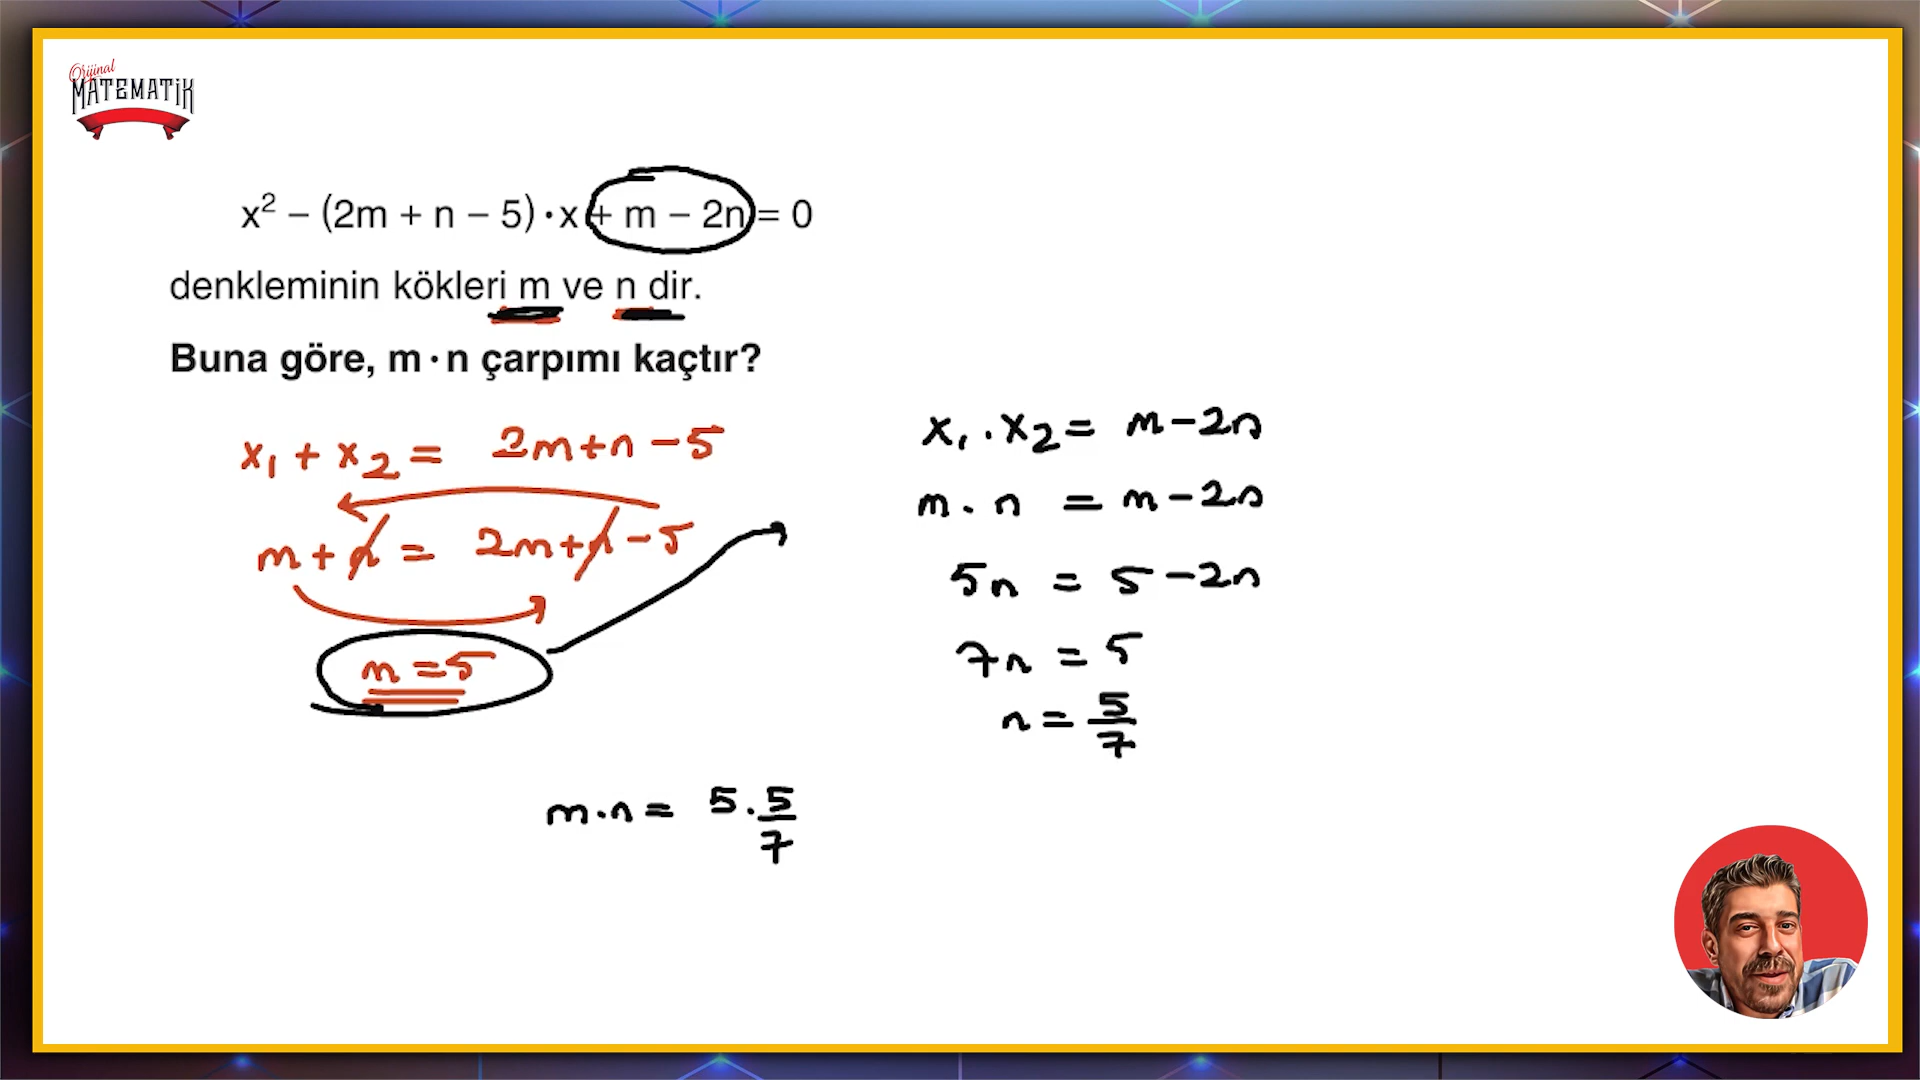 Orijinal
MATEMATİK
x² – (2m + n – 5) · x + m – 2n = 0
denkleminin kökleri m ve n dir.
Buna göre, m · n çarpımı kaçtır?
x₁ + x₂ = 2m+n–5
m+n = 2m+n–5
m=5
x₁ . x₂ = m–2n
m . n = m–2n
5n = 5–2n
7n = 5
n = 5/7
m.n = 5 . 5/7